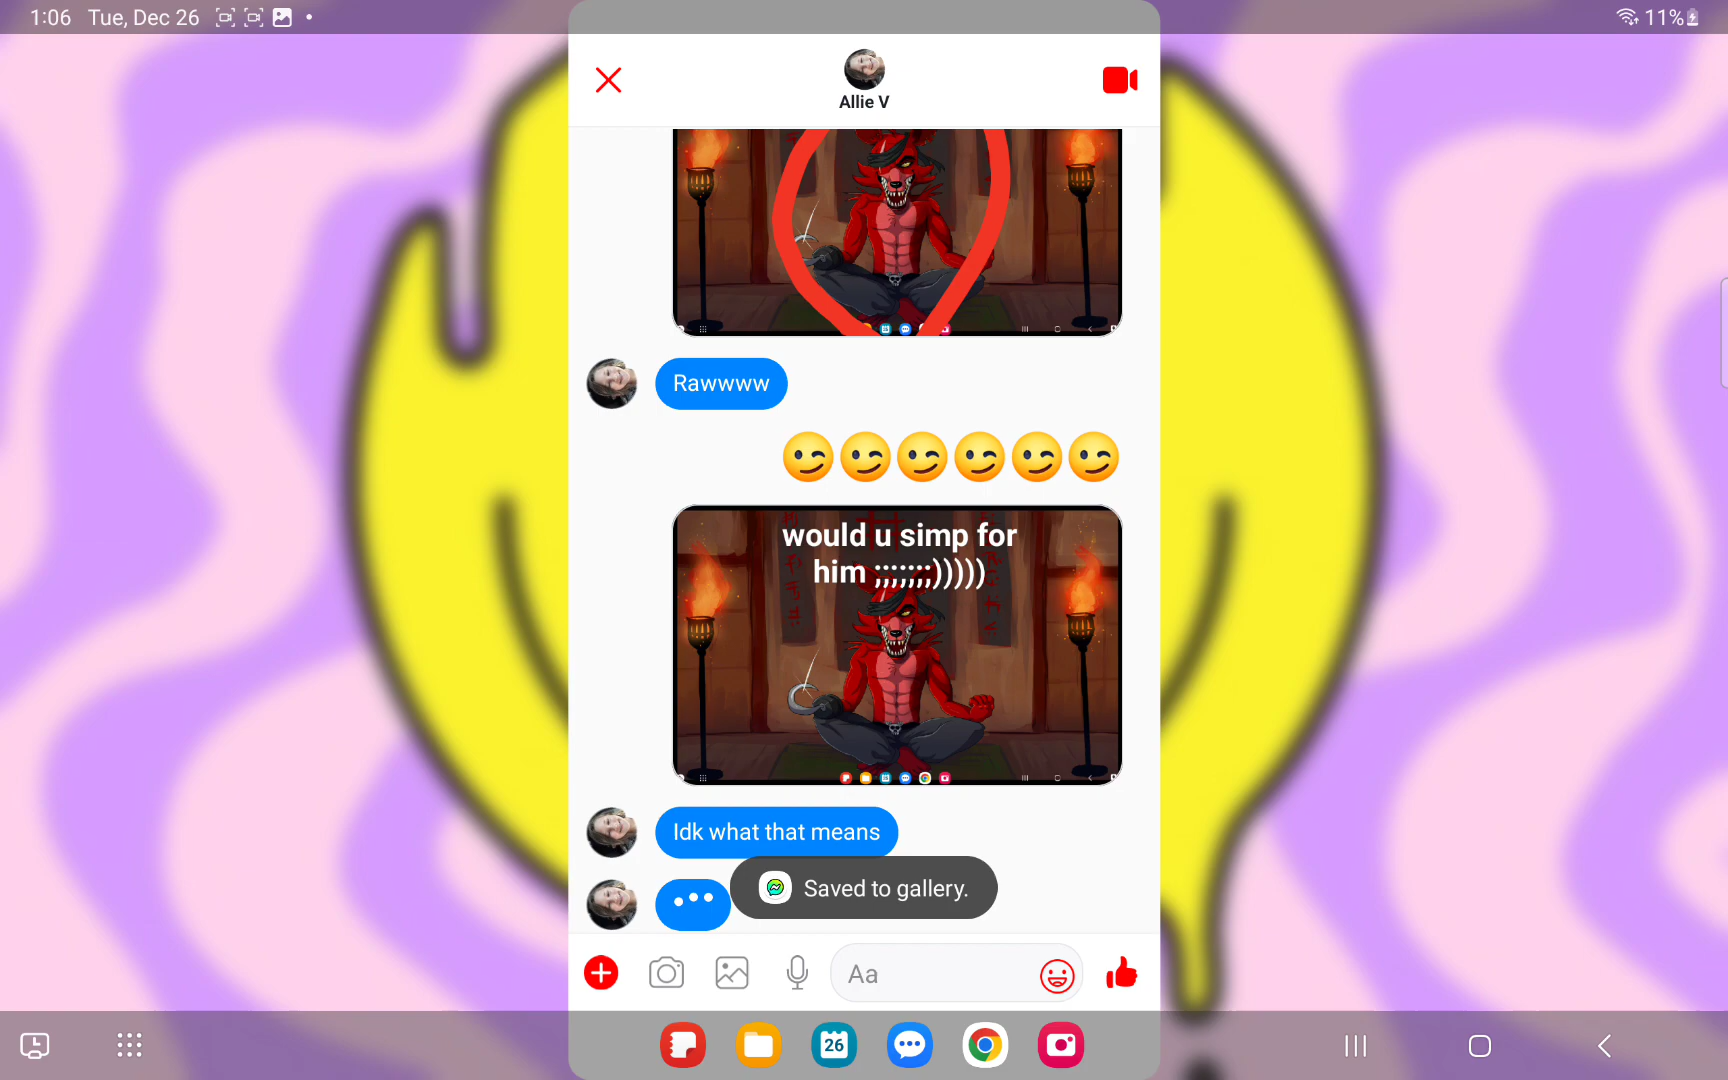 1:06 Tue, Dec 26
11%
Allie V
Rawwww
would u simp for
him ;;;;;;;)))))
Idk what that means
Saved to gallery.
Aa
26